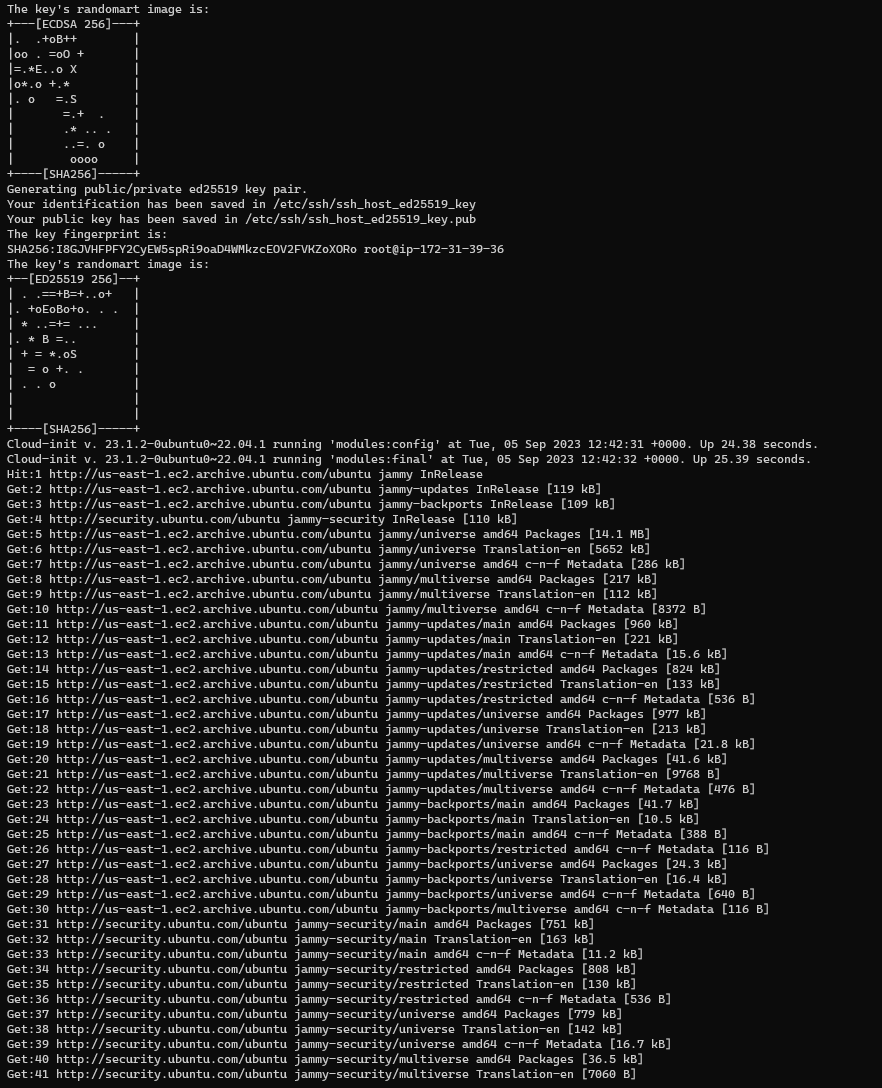 The key's randomart image is:
+---[ECDSA 256]---+
|.  .+oB++        |
|oo . =oO +       |
|=.*E..o X        |
|o*.o +.*         |
|. o   =.S        |
|       =.+  .    |
|       .* .. .   |
|       ..=. o    |
|        oooo     |
+----[SHA256]-----+
Generating public/private ed25519 key pair.
Your identification has been saved in /etc/ssh/ssh_host_ed25519_key
Your public key has been saved in /etc/ssh/ssh_host_ed25519_key.pub
The key fingerprint is:
SHA256:I8GJVHFPFY2CyEW5spRi9oaD4WMkzcEOV2FVKZoXORo root@ip-172-31-39-36
The key's randomart image is:
+--[ED25519 256]--+
| . .==+B=+..o+   |
|. +oEoBo+o. . .  |
| * ..=+= ...     |
|. * B =..        |
| + = *.oS        |
|  = o +. .       |
| . . o           |
|                 |
|                 |
+----[SHA256]-----+
Cloud-init v. 23.1.2-0ubuntu0~22.04.1 running 'modules:config' at Tue, 05 Sep 2023 12:42:31 +0000. Up 24.38 seconds.
Cloud-init v. 23.1.2-0ubuntu0~22.04.1 running 'modules:final' at Tue, 05 Sep 2023 12:42:32 +0000. Up 25.39 seconds.
Hit:1 http://us-east-1.ec2.archive.ubuntu.com/ubuntu jammy InRelease
Get:2 http://us-east-1.ec2.archive.ubuntu.com/ubuntu jammy-updates InRelease [119 kB]
Get:3 http://us-east-1.ec2.archive.ubuntu.com/ubuntu jammy-backports InRelease [109 kB]
Get:4 http://security.ubuntu.com/ubuntu jammy-security InRelease [110 kB]
Get:5 http://us-east-1.ec2.archive.ubuntu.com/ubuntu jammy/universe amd64 Packages [14.1 MB]
Get:6 http://us-east-1.ec2.archive.ubuntu.com/ubuntu jammy/universe Translation-en [5652 kB]
Get:7 http://us-east-1.ec2.archive.ubuntu.com/ubuntu jammy/universe amd64 c-n-f Metadata [286 kB]
Get:8 http://us-east-1.ec2.archive.ubuntu.com/ubuntu jammy/multiverse amd64 Packages [217 kB]
Get:9 http://us-east-1.ec2.archive.ubuntu.com/ubuntu jammy/multiverse Translation-en [112 kB]
Get:10 http://us-east-1.ec2.archive.ubuntu.com/ubuntu jammy/multiverse amd64 c-n-f Metadata [8372 B]
Get:11 http://us-east-1.ec2.archive.ubuntu.com/ubuntu jammy-updates/main amd64 Packages [960 kB]
Get:12 http://us-east-1.ec2.archive.ubuntu.com/ubuntu jammy-updates/main Translation-en [221 kB]
Get:13 http://us-east-1.ec2.archive.ubuntu.com/ubuntu jammy-updates/main amd64 c-n-f Metadata [15.6 kB]
Get:14 http://us-east-1.ec2.archive.ubuntu.com/ubuntu jammy-updates/restricted amd64 Packages [824 kB]
Get:15 http://us-east-1.ec2.archive.ubuntu.com/ubuntu jammy-updates/restricted Translation-en [133 kB]
Get:16 http://us-east-1.ec2.archive.ubuntu.com/ubuntu jammy-updates/restricted amd64 c-n-f Metadata [536 B]
Get:17 http://us-east-1.ec2.archive.ubuntu.com/ubuntu jammy-updates/universe amd64 Packages [977 kB]
Get:18 http://us-east-1.ec2.archive.ubuntu.com/ubuntu jammy-updates/universe Translation-en [213 kB]
Get:19 http://us-east-1.ec2.archive.ubuntu.com/ubuntu jammy-updates/universe amd64 c-n-f Metadata [21.8 kB]
Get:20 http://us-east-1.ec2.archive.ubuntu.com/ubuntu jammy-updates/multiverse amd64 Packages [41.6 kB]
Get:21 http://us-east-1.ec2.archive.ubuntu.com/ubuntu jammy-updates/multiverse Translation-en [9768 B]
Get:22 http://us-east-1.ec2.archive.ubuntu.com/ubuntu jammy-updates/multiverse amd64 c-n-f Metadata [476 B]
Get:23 http://us-east-1.ec2.archive.ubuntu.com/ubuntu jammy-backports/main amd64 Packages [41.7 kB]
Get:24 http://us-east-1.ec2.archive.ubuntu.com/ubuntu jammy-backports/main Translation-en [10.5 kB]
Get:25 http://us-east-1.ec2.archive.ubuntu.com/ubuntu jammy-backports/main amd64 c-n-f Metadata [388 B]
Get:26 http://us-east-1.ec2.archive.ubuntu.com/ubuntu jammy-backports/restricted amd64 c-n-f Metadata [116 B]
Get:27 http://us-east-1.ec2.archive.ubuntu.com/ubuntu jammy-backports/universe amd64 Packages [24.3 kB]
Get:28 http://us-east-1.ec2.archive.ubuntu.com/ubuntu jammy-backports/universe Translation-en [16.4 kB]
Get:29 http://us-east-1.ec2.archive.ubuntu.com/ubuntu jammy-backports/universe amd64 c-n-f Metadata [640 B]
Get:30 http://us-east-1.ec2.archive.ubuntu.com/ubuntu jammy-backports/multiverse amd64 c-n-f Metadata [116 B]
Get:31 http://security.ubuntu.com/ubuntu jammy-security/main amd64 Packages [751 kB]
Get:32 http://security.ubuntu.com/ubuntu jammy-security/main Translation-en [163 kB]
Get:33 http://security.ubuntu.com/ubuntu jammy-security/main amd64 c-n-f Metadata [11.2 kB]
Get:34 http://security.ubuntu.com/ubuntu jammy-security/restricted amd64 Packages [808 kB]
Get:35 http://security.ubuntu.com/ubuntu jammy-security/restricted Translation-en [130 kB]
Get:36 http://security.ubuntu.com/ubuntu jammy-security/restricted amd64 c-n-f Metadata [536 B]
Get:37 http://security.ubuntu.com/ubuntu jammy-security/universe amd64 Packages [779 kB]
Get:38 http://security.ubuntu.com/ubuntu jammy-security/universe Translation-en [142 kB]
Get:39 http://security.ubuntu.com/ubuntu jammy-security/universe amd64 c-n-f Metadata [16.7 kB]
Get:40 http://security.ubuntu.com/ubuntu jammy-security/multiverse amd64 Packages [36.5 kB]
Get:41 http://security.ubuntu.com/ubuntu jammy-security/multiverse Translation-en [7060 B]